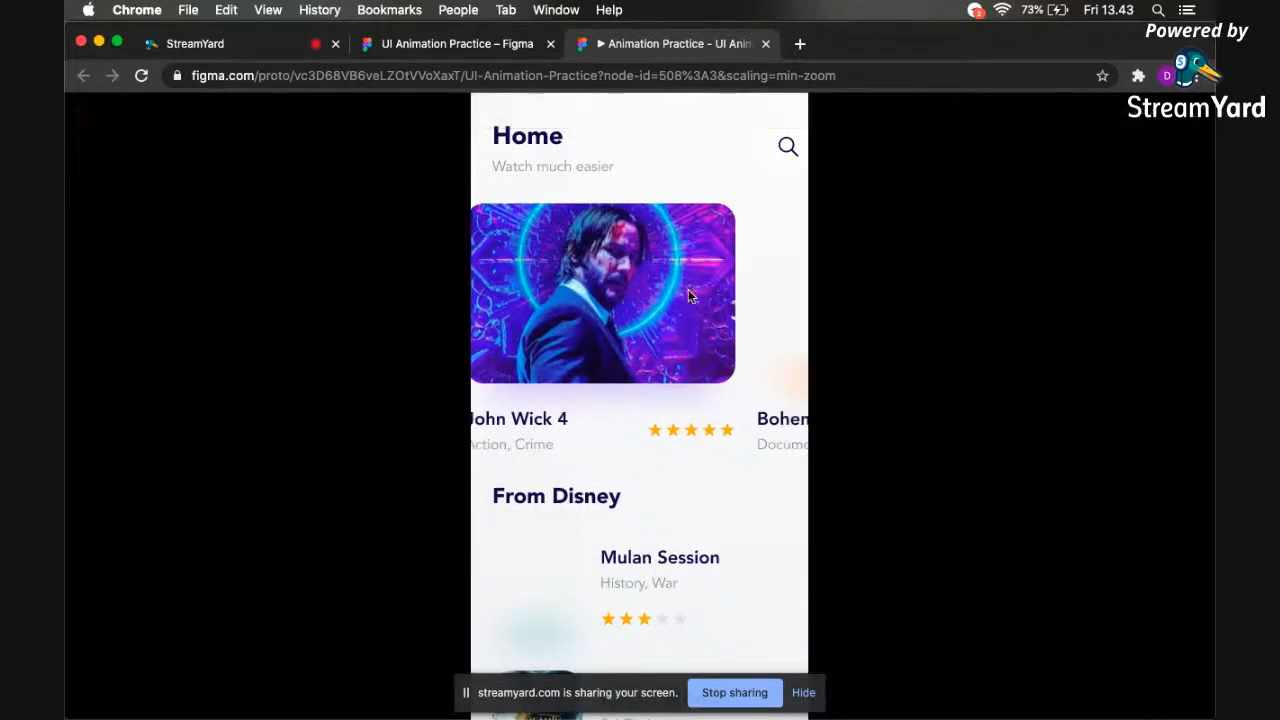 Chrome File Edit View History Bookmarks People Tab Window Help 2 73% Fri 13.43
Powered by
StreamYard
StreamYard UI Animation Practice – Figma Animation Practice - UI Anim
figma.com/proto/vc3D68VB6veLZOtVVoXaxT/UI-Animation-Practice?node-id=508%3A3&scaling=min-zoom D
Home
Watch much easier
John Wick 4
Action, Crime
Bohem
Docume
From Disney
Mulan Session
History, War
streamyard.com is sharing your screen. Stop sharing Hide